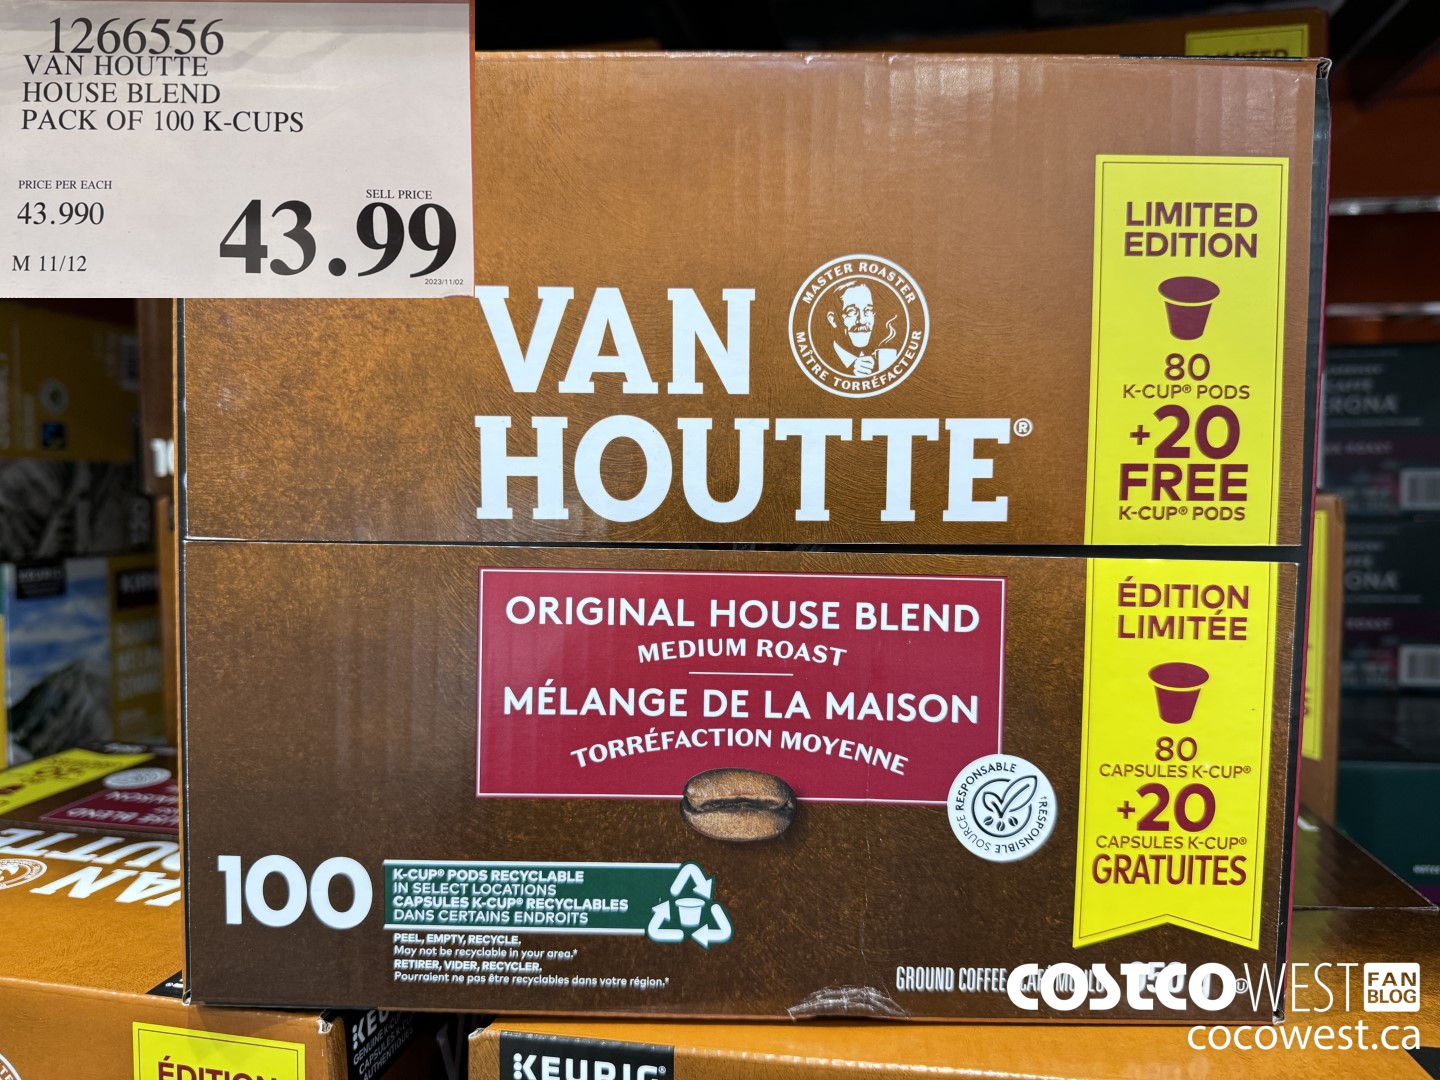 1266556
VAN HOUTTE
HOUSE BLEND
PACK OF 100 K-CUPS
PRICE PER EACH
43.990
SELL PRICE
43.99
M 11/12
2023/11/02
LIMITED
EDITION
80
K-CUP® PODS
+20
FREE
K-CUP® PODS
MASTER ROASTER
MAÎTRE TORRÉFACTEUR
VAN
HOUTTE®
ORIGINAL HOUSE BLEND
MEDIUM ROAST
MÉLANGE DE LA MAISON
TORRÉFACTION MOYENNE
ÉDITION
LIMITÉE
80
CAPSULES K-CUP®
+20
CAPSULES K-CUP®
GRATUITES
RESPONSIBLE SOURCE RESPONSABLE
100
K-CUP® PODS RECYCLABLE
IN SELECT LOCATIONS
CAPSULES K-CUP® RECYCLABLES
DANS CERTAINS ENDROITS
PEEL, EMPTY, RECYCLE.
May not be recyclable in your area.*
RETIRER, VIDER, RECYCLER.
Pourraient ne pas être recyclables dans votre région.*
GROUND COFFEE
COSTCO WEST FAN BLOG
cocowest.ca
ÉDITION
KEURIG®